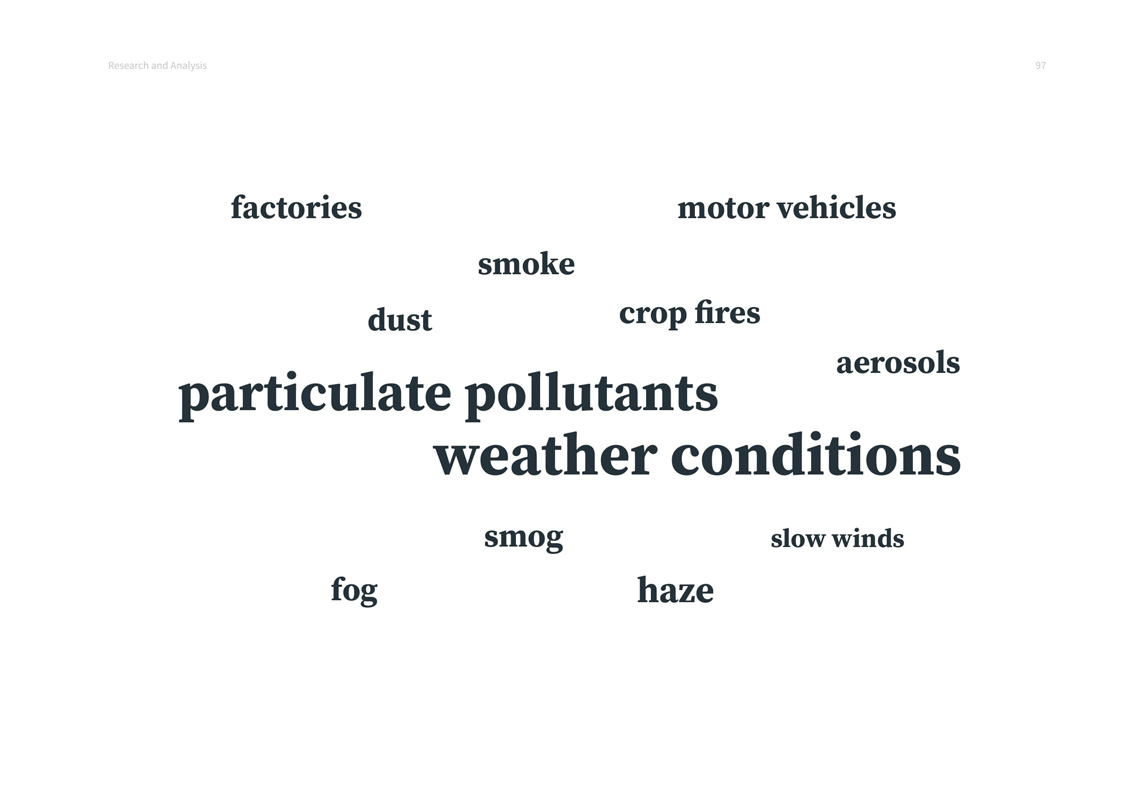 Research and Analysis
97
factories
motor vehicles
smoke
crop fires
dust
aerosols
particulate pollutants
weather conditions
smog
slow winds
fog
haze